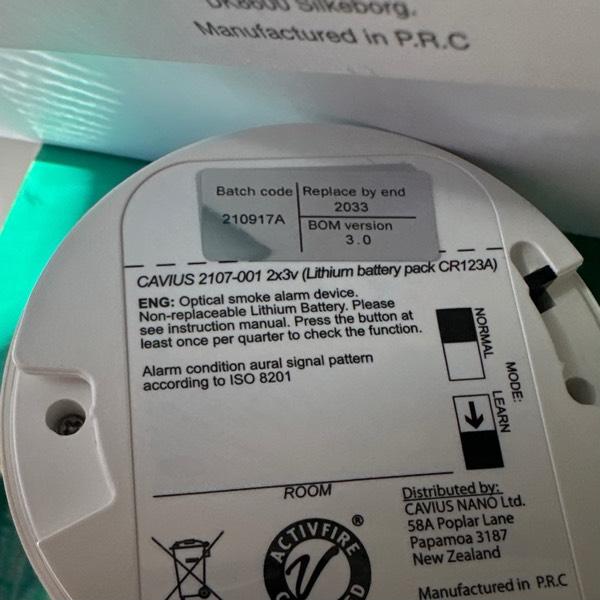 DK8600 Silkeborg.
Manufactured in P.R.C
Batch code
210917A
Replace by end
2033
BOM version
3.0
CAVIUS 2107-001 2x3v (Lithium battery pack CR123A)
ENG: Optical smoke alarm device.
Non-replaceable Lithium Battery. Please
see instruction manual. Press the button at
least once per quarter to check the function.
Alarm condition aural signal pattern
according to ISO 8201
NORMAL
MODE:
LEARN
ROOM
ACTIVFIRE ®
Distributed by:
CAVIUS NANO Ltd.
58A Poplar Lane
Papamoa 3187
New Zealand
Manufactured in P.R.C